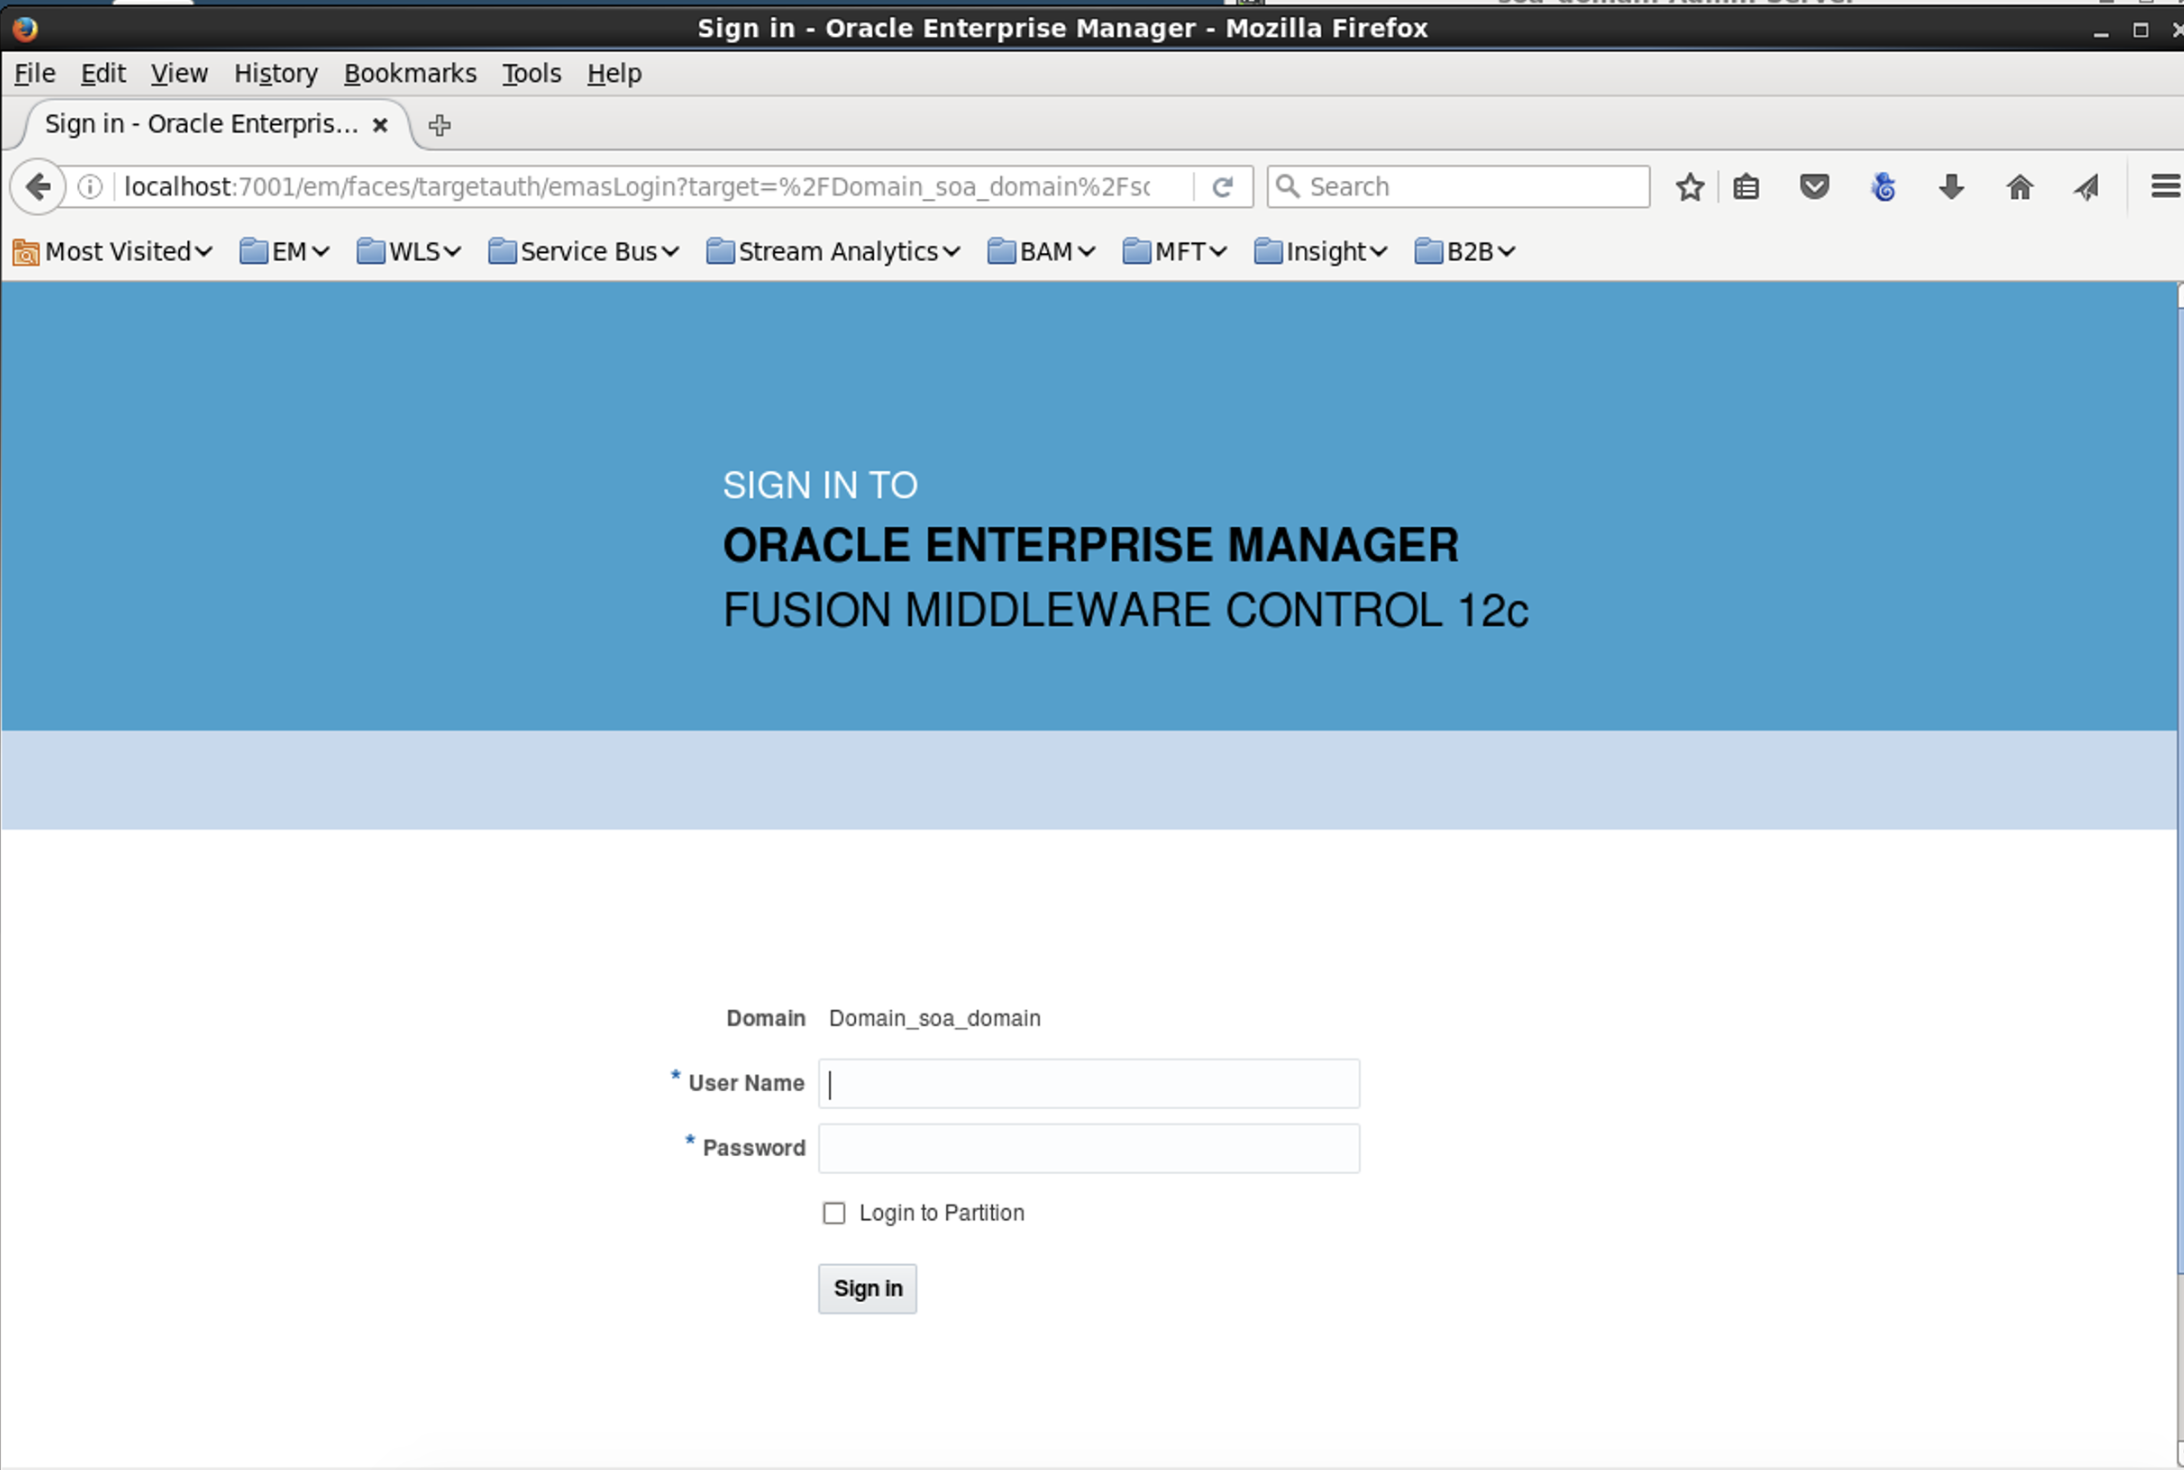 Sign in - Oracle Enterprise Manager - Mozilla Firefox
File Edit View History Bookmarks Tools Help
Sign in - Oracle Enterpris...
localhost:7001/em/faces/targetauth/emasLogin?target=%2FDomain_soa_domain%2Fsc Search
Most Visited EM WLS Service Bus Stream Analytics BAM MFT Insight B2B
SIGN IN TO
ORACLE ENTERPRISE MANAGER
FUSION MIDDLEWARE CONTROL 12c
Domain Domain_soa_domain
* User Name
* Password
Login to Partition
Sign in